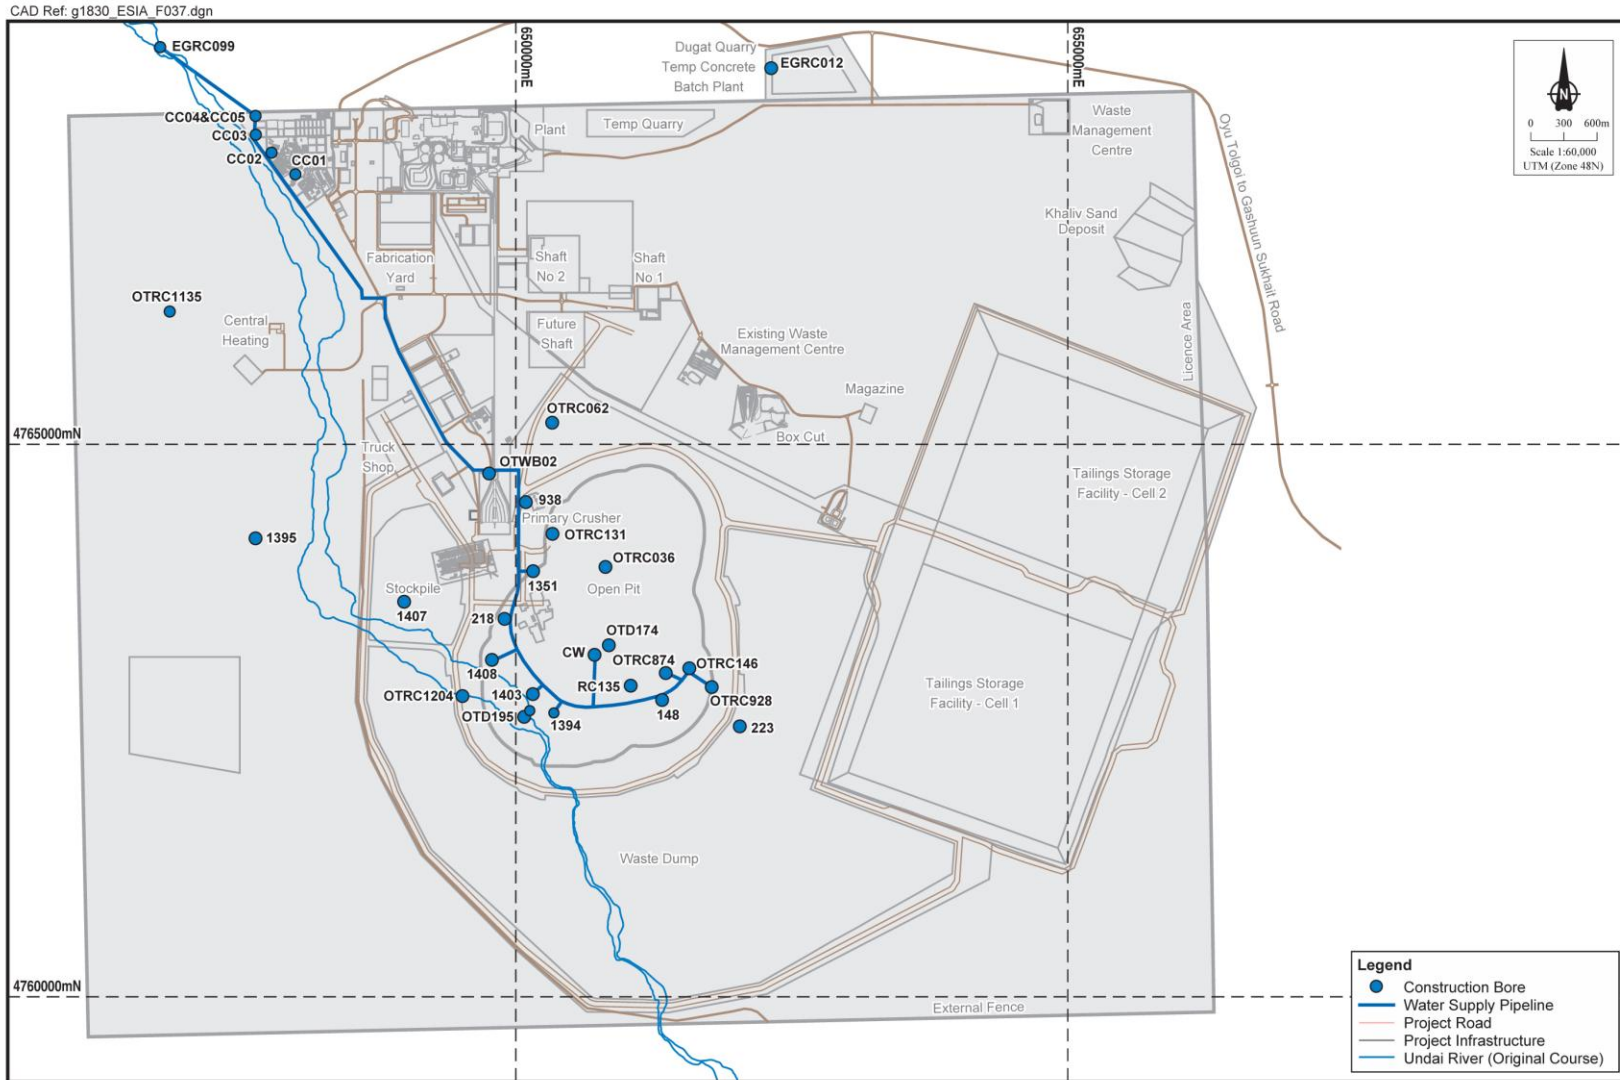 CAD Ref: g1830_ESIA_F037.dgn
EGRC099
650000mE
655000mE
Dugat Quarry
Temp Concrete
Batch Plant
EGRC012
N
0 300 600m
Scale 1:60,000
UTM (Zone 48N)
CC04&CC05
CC03
CC02
CC01
Plant
Temp Quarry
Waste
Management
Centre
Oyu Tolgoi to Gashuun Sukhait Road
Khaliv Sand
Deposit
Fabrication
Yard
Shaft
No 2
Shaft
No 1
OTRC1135
Central
Heating
Future
Shaft
Existing Waste
Management Centre
Licence Area
Magazine
OTRC062
Box Cut
4765000mN
Truck
Shop
OTWB02
Tailings Storage
Facility - Cell 2
938
Primary Crusher
OTRC131
1395
OTRC036
1351
Open Pit
Stockpile
1407
218
OTD174
CW
OTRC874
OTRC146
1408
RC135
OTRC1204
1403
OTRC928
OTD195
1394
148
223
Tailings Storage
Facility - Cell 1
Waste Dump
4760000mN
External Fence
Legend
Construction Bore
Water Supply Pipeline
Project Road
Project Infrastructure
Undai River (Original Course)